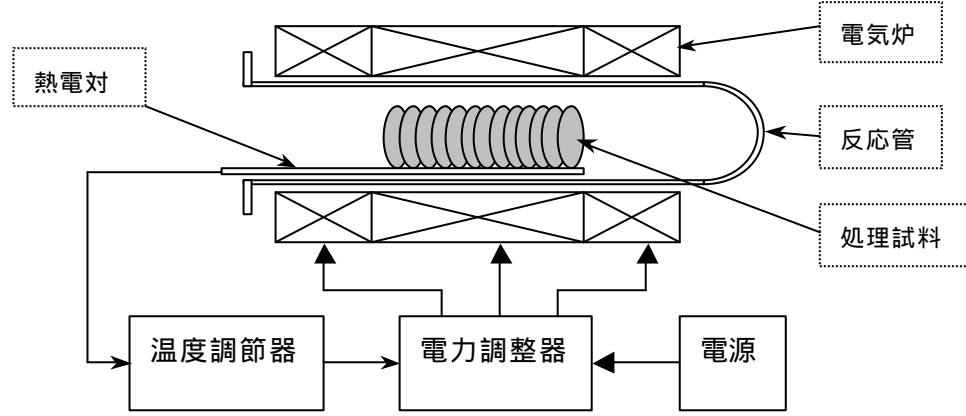 電気炉
熱電対
反応管
処理試料
温度調節器
電力調整器
電源